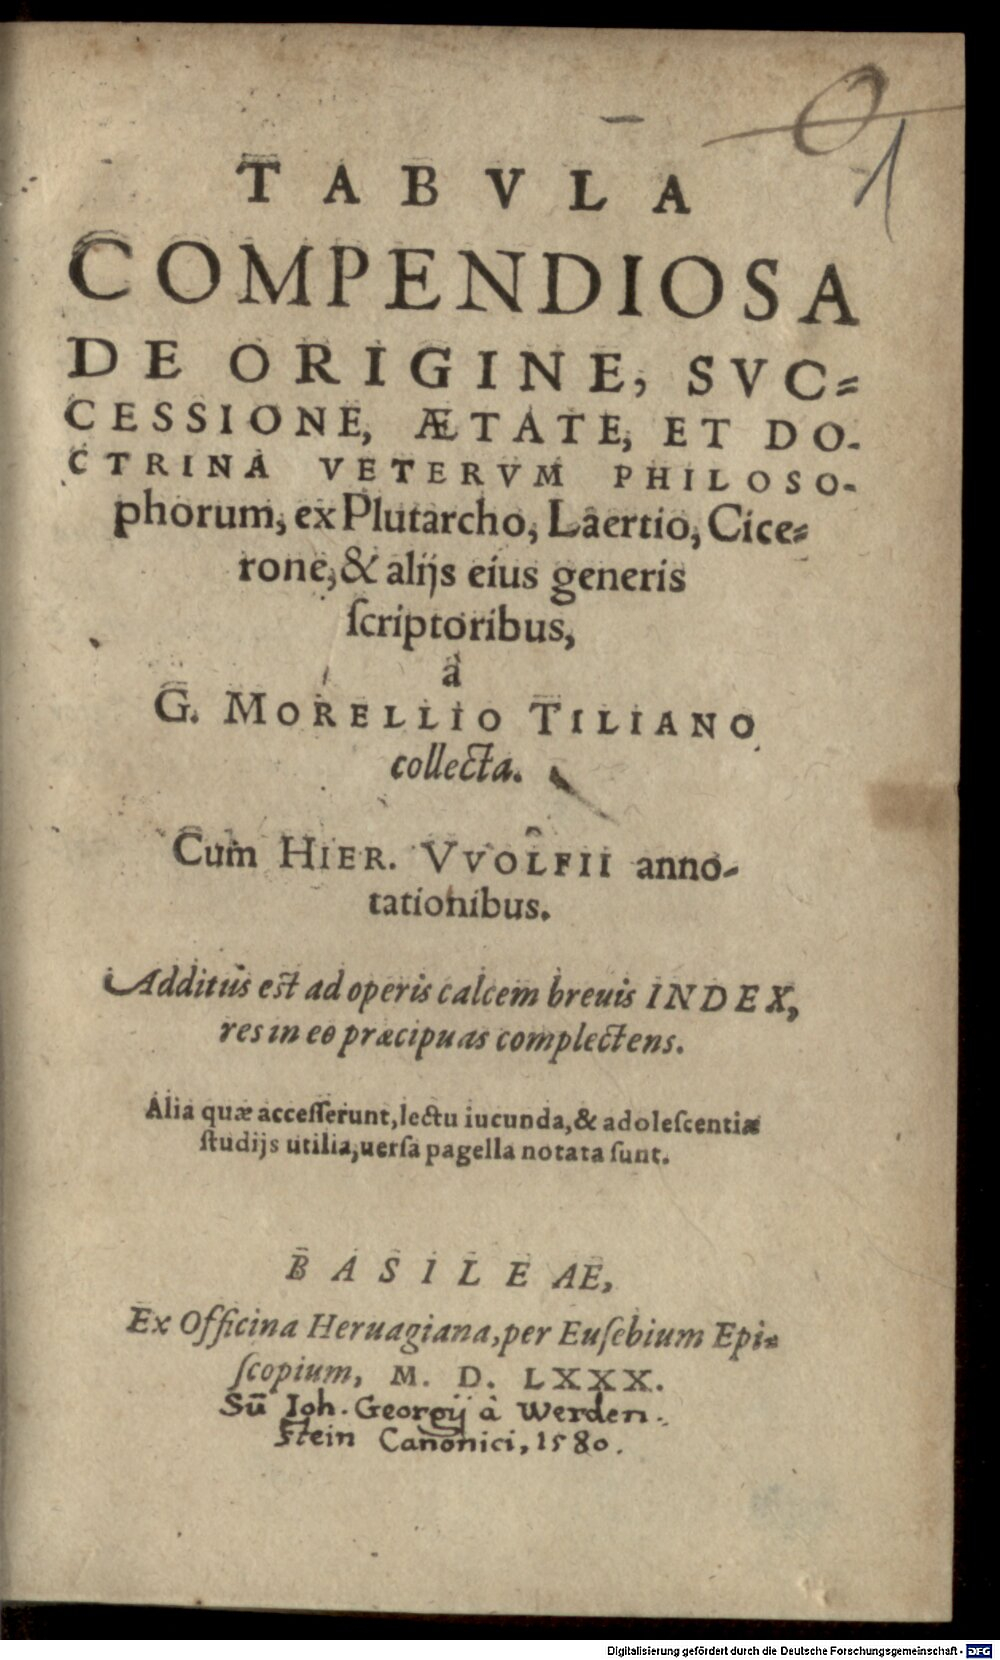 1
TABVLA
COMPENDIOSA
DE ORIGINE, SVC=
CESSIONE, ÆTATE, ET DO-
CTRINA VETERVM PHILOSO-
phorum, ex Plutarcho, Laertio, Cice=
rone, & alijs eius generis
ſcriptoribus,
à
G. MORELLIO TILIANO
collecta.
Cum HIER. VVOLFII anno-
tationibus.
Additus est ad operis calcem breuis INDEX,
res in eo præcipuas complectens.
Alia quæ acceſſerunt, lectu iucunda, & adoleſcentiæ
ſtudijs utilia, uerſa pagella notata ſunt.
BASILEAE,
Ex Officina Heruagiana, per Euſebium Epi=
ſcopium, M. D. LXXX.
Sū Ioh. Georgij à Werden.
stein Canonici, 1580.
Digitalisierung gefördert durch die Deutsche Forschungsgemeinschaft - DFG